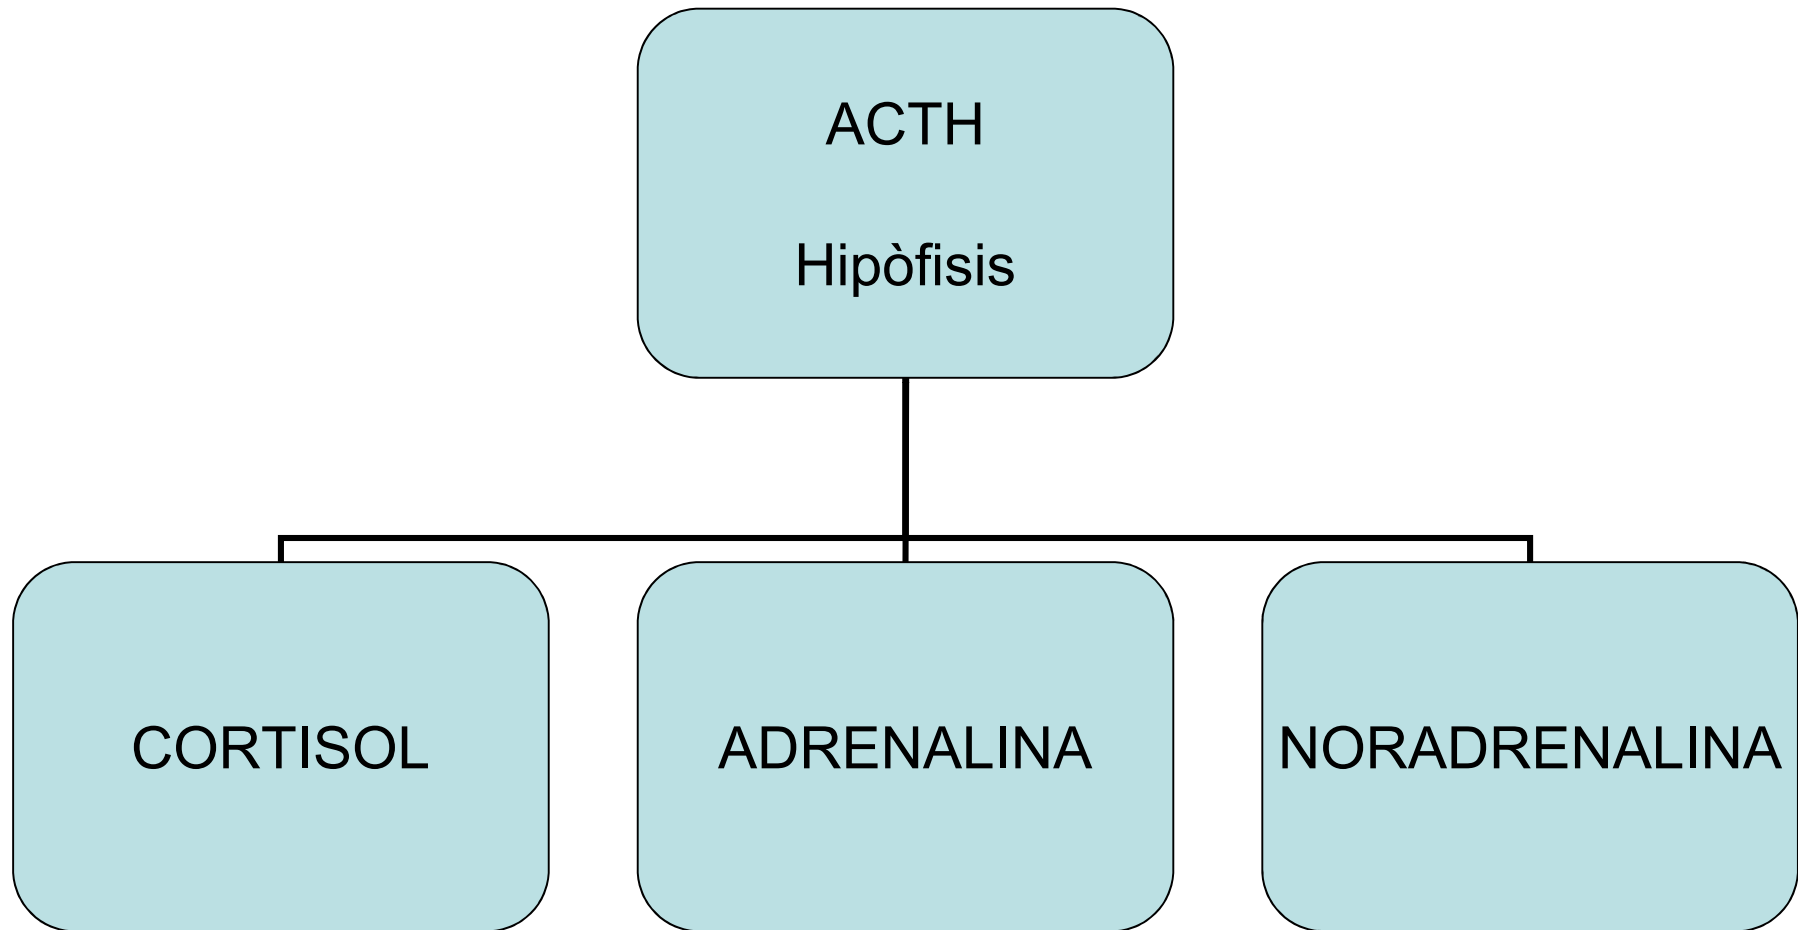 ACTH
Hipòfisis
CORTISOL
ADRENALINA
NORADRENALINA